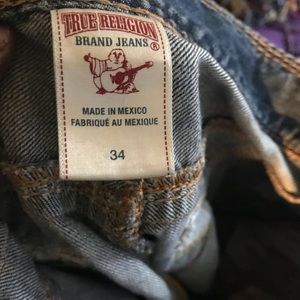 TRUE RELIGION
BRAND JEANS®
MADE IN MEXICO
FABRIQUÉ AU MEXIQUE
34